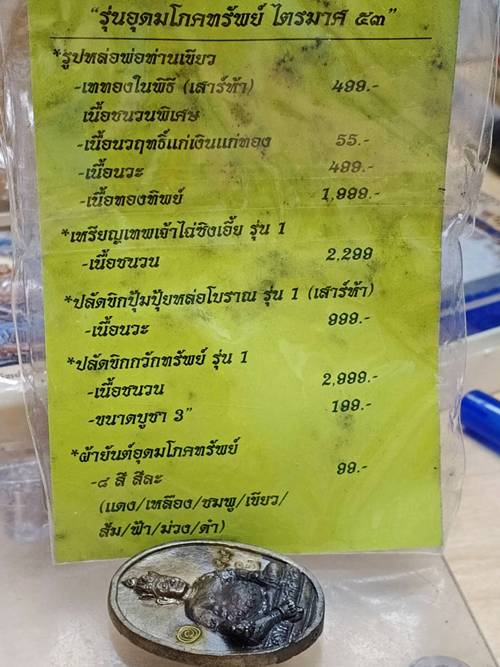 “รุ่นอุดมโภคทรัพย์ ไตรมาศ ๕๓”
*รูปหล่อพ่อท่านเขียว
-เททองในพิธี (เสาร์ห้า) 499.-
เนื้อชนวนพิเศษ
-เนื้อนวฤทธิ์แก่เงินแก่ทอง 55.-
-เนื้อนวะ 499.-
-เนื้อทองทิพย์ 1,999.-
*เหรียญเทพเจ้าไฉ่ซิงเอี้ย รุ่น 1
-เนื้อชนวน 2,299
*ปลัดขิกปุ้มปุ้ยหล่อโบราณ รุ่น 1 (เสาร์ห้า)
-เนื้อนวะ 999.-
*ปลัดขิกกวักทรัพย์ รุ่น 1
-เนื้อชนวน 2,999.-
-ขนาดบูชา 3” 199.-
*ผ้ายันต์อุดมโภคทรัพย์
-๘ สี สีละ 99.-
(แดง/เหลือง/ชมพู/เขียว/
ส้ม/ฟ้า/ม่วง/ดำ)